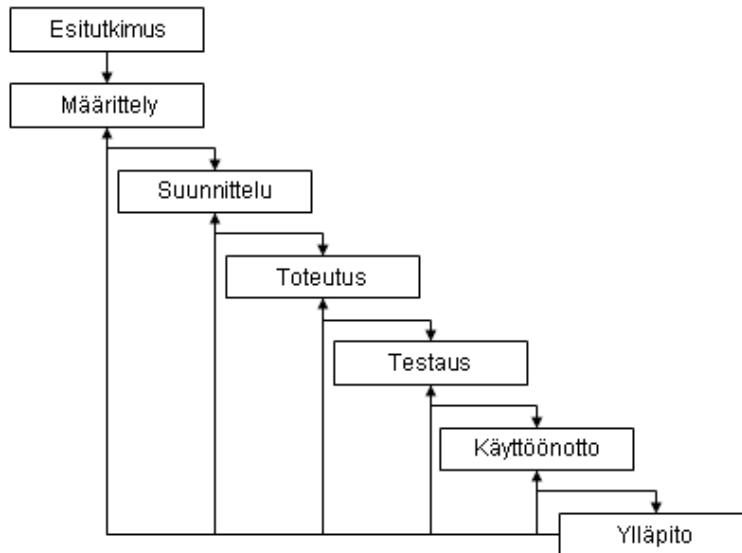 Esitutkimus
Määrittely
Suunnittelu
Toteutus
Testaus
Käyttöönotto
Ylläpito